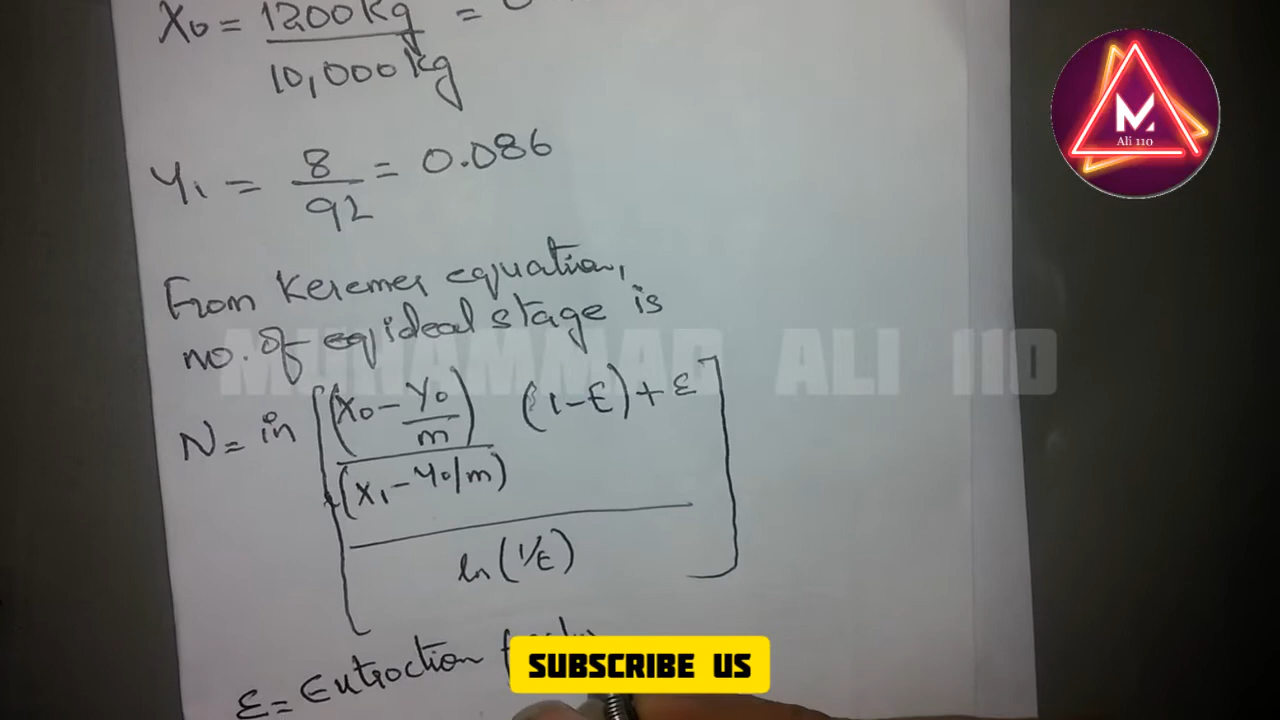 X₀ = 1200 kg / 10,000 kg =
Y₁ = 8/92 = 0.086
From Keremer equation,
no. of eqideal stage is
N = in [(X₀ - Y₀/m) / (X₁ - Y₀/m) (1-ε) + ε / ln(1/ε)]
ε = Extraction
M.
Ali 110
MUHAMMAD ALI 110
SUBSCRIBE US